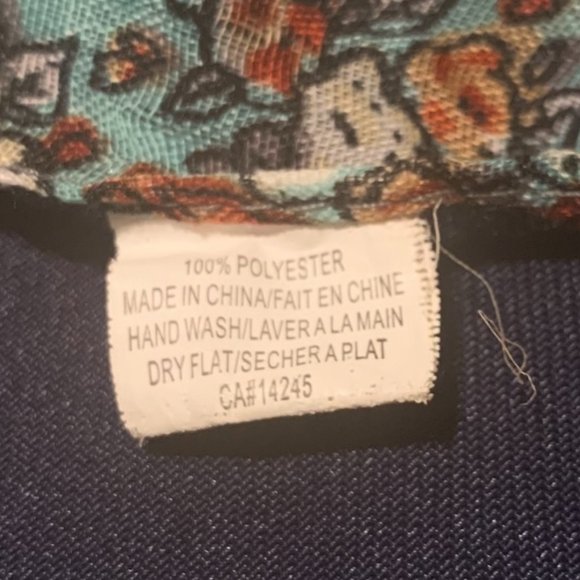 100% POLYESTER
MADE IN CHINA/FAIT EN CHINE
HAND WASH/LAVER A LA MAIN
DRY FLAT/SECHER A PLAT
CA#14245